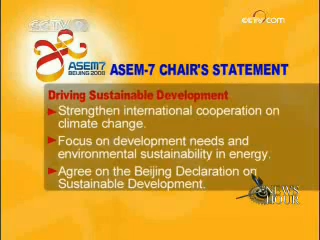 CCTV
cctv.com
ASEM7
BEIJING 2008
ASEM-7 CHAIR'S STATEMENT
Driving Sustainable Development
Strengthen international cooperation on
climate change.
Focus on development needs and
environmental sustainability in energy.
Agree on the Beijing Declaration on
Sustainable Development.
NEWS
HOUR